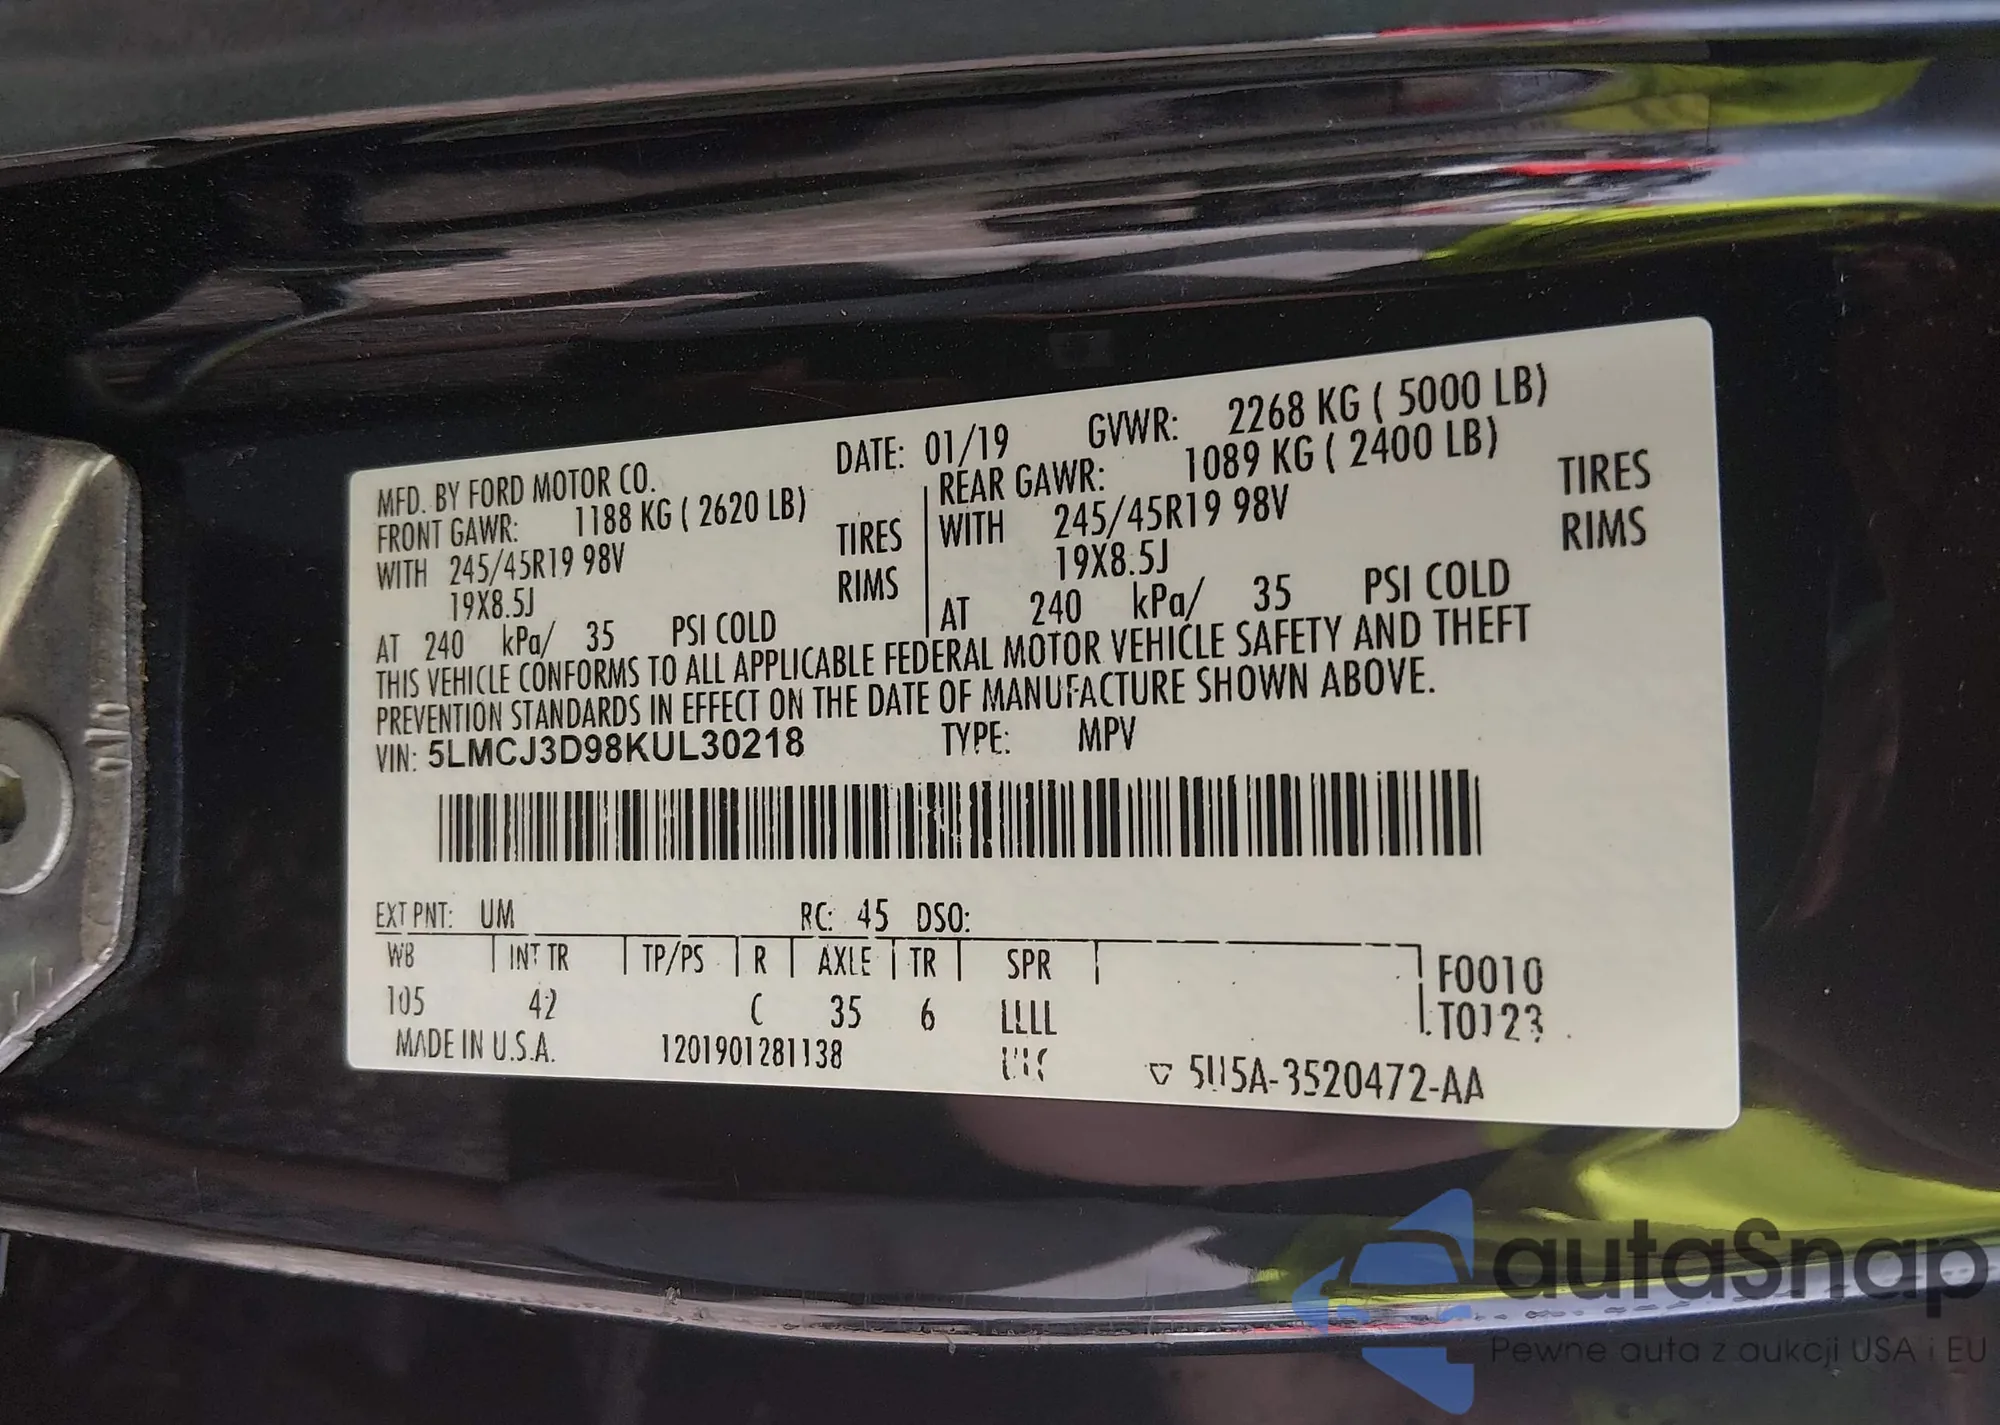 MFD. BY FORD MOTOR CO. DATE: 01/19 GVWR: 2268 KG ( 5000 LB)
FRONT GAWR: 1188 KG ( 2620 LB) REAR GAWR: 1089 KG ( 2400 LB)
WITH 245/45R19 98V TIRES WITH 245/45R19 98V TIRES
19X8.5J RIMS 19X8.5J RIMS
AT 240 kPa/ 35 PSI COLD AT 240 kPa/ 35 PSI COLD
THIS VEHICLE CONFORMS TO ALL APPLICABLE FEDERAL MOTOR VEHICLE SAFETY AND THEFT
PREVENTION STANDARDS IN EFFECT ON THE DATE OF MANUFACTURE SHOWN ABOVE.
VIN: 5LMCJ3D98KUL30218 TYPE: MPV
EXT PNT: UM RC: 45 DSO:
WB INT TR TP/PS R AXLE TR SPR F0010
105 42 C 35 6 LLLL T0123
MADE IN U.S.A. 1201901281138 5U5A-3520472-AA
autaSnap
Pewne auta z aukcji USA i EU